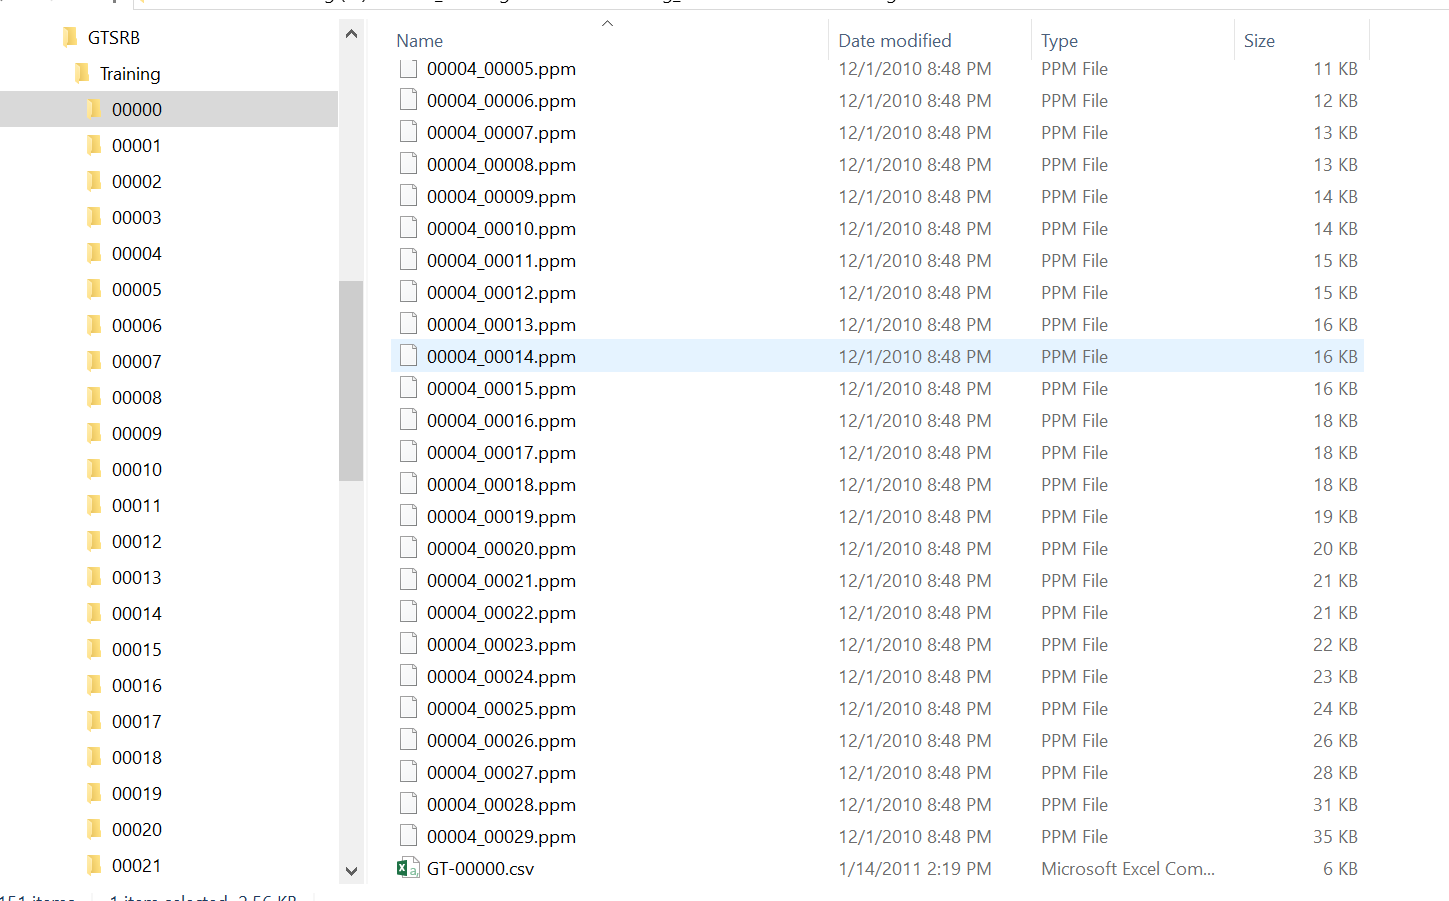 GTSRB
Training
00000
00001
00002
00003
00004
00005
00006
00007
00008
00009
00010
00011
00012
00013
00014
00015
00016
00017
00018
00019
00020
00021
Name Date modified Type Size
00004_00005.ppm 12/1/2010 8:48 PM PPM File 11 KB
00004_00006.ppm 12/1/2010 8:48 PM PPM File 12 KB
00004_00007.ppm 12/1/2010 8:48 PM PPM File 13 KB
00004_00008.ppm 12/1/2010 8:48 PM PPM File 13 KB
00004_00009.ppm 12/1/2010 8:48 PM PPM File 14 KB
00004_00010.ppm 12/1/2010 8:48 PM PPM File 14 KB
00004_00011.ppm 12/1/2010 8:48 PM PPM File 15 KB
00004_00012.ppm 12/1/2010 8:48 PM PPM File 15 KB
00004_00013.ppm 12/1/2010 8:48 PM PPM File 16 KB
00004_00014.ppm 12/1/2010 8:48 PM PPM File 16 KB
00004_00015.ppm 12/1/2010 8:48 PM PPM File 16 KB
00004_00016.ppm 12/1/2010 8:48 PM PPM File 18 KB
00004_00017.ppm 12/1/2010 8:48 PM PPM File 18 KB
00004_00018.ppm 12/1/2010 8:48 PM PPM File 18 KB
00004_00019.ppm 12/1/2010 8:48 PM PPM File 19 KB
00004_00020.ppm 12/1/2010 8:48 PM PPM File 20 KB
00004_00021.ppm 12/1/2010 8:48 PM PPM File 21 KB
00004_00022.ppm 12/1/2010 8:48 PM PPM File 21 KB
00004_00023.ppm 12/1/2010 8:48 PM PPM File 22 KB
00004_00024.ppm 12/1/2010 8:48 PM PPM File 23 KB
00004_00025.ppm 12/1/2010 8:48 PM PPM File 24 KB
00004_00026.ppm 12/1/2010 8:48 PM PPM File 26 KB
00004_00027.ppm 12/1/2010 8:48 PM PPM File 28 KB
00004_00028.ppm 12/1/2010 8:48 PM PPM File 31 KB
00004_00029.ppm 12/1/2010 8:48 PM PPM File 35 KB
GT-00000.csv 1/14/2011 2:19 PM Microsoft Excel Com... 6 KB
151 items 1 item selected 2.56 KB